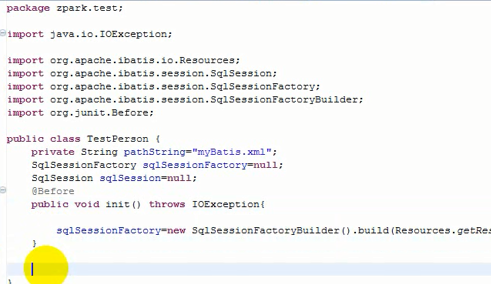 package zpark.test;
import java.io.IOException;
import org.apache.ibatis.io.Resources;
import org.apache.ibatis.session.SqlSession;
import org.apache.ibatis.session.SqlSessionFactory;
import org.apache.ibatis.session.SqlSessionFactoryBuilder;
import org.junit.Before;
public class TestPerson {
private String pathString="myBatis.xml";
SqlSessionFactory sqlSessionFactory=null;
SqlSession sqlSession=null;
@Before
public void init() throws IOException{
sqlSessionFactory=new SqlSessionFactoryBuilder().build(Resources.getRes
}
}